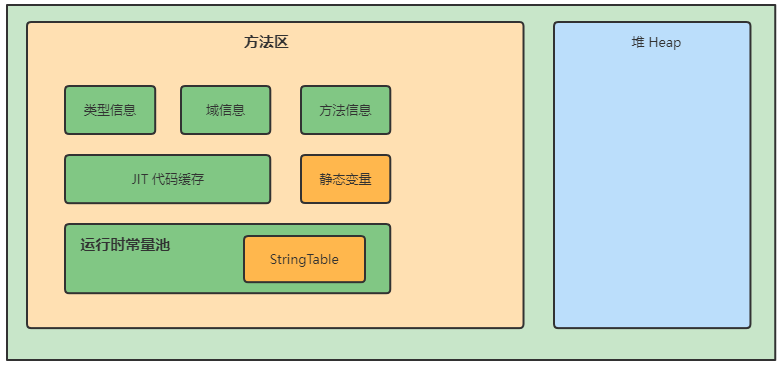 方法区
堆 Heap
类型信息
域信息
方法信息
JIT 代码缓存
静态变量
运行时常量池
StringTable